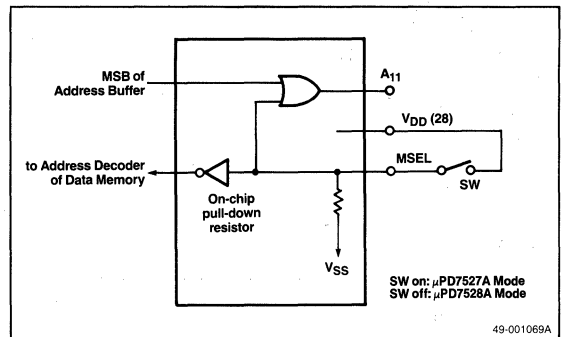 MSB of
Address Buffer
A11
VDD (28)
MSEL
to Address Decoder
of Data Memory
SW
On-chip
pull-down
resistor
VSS
SW on: μPD7527A Mode
SW off: μPD7528A Mode
49-001069A